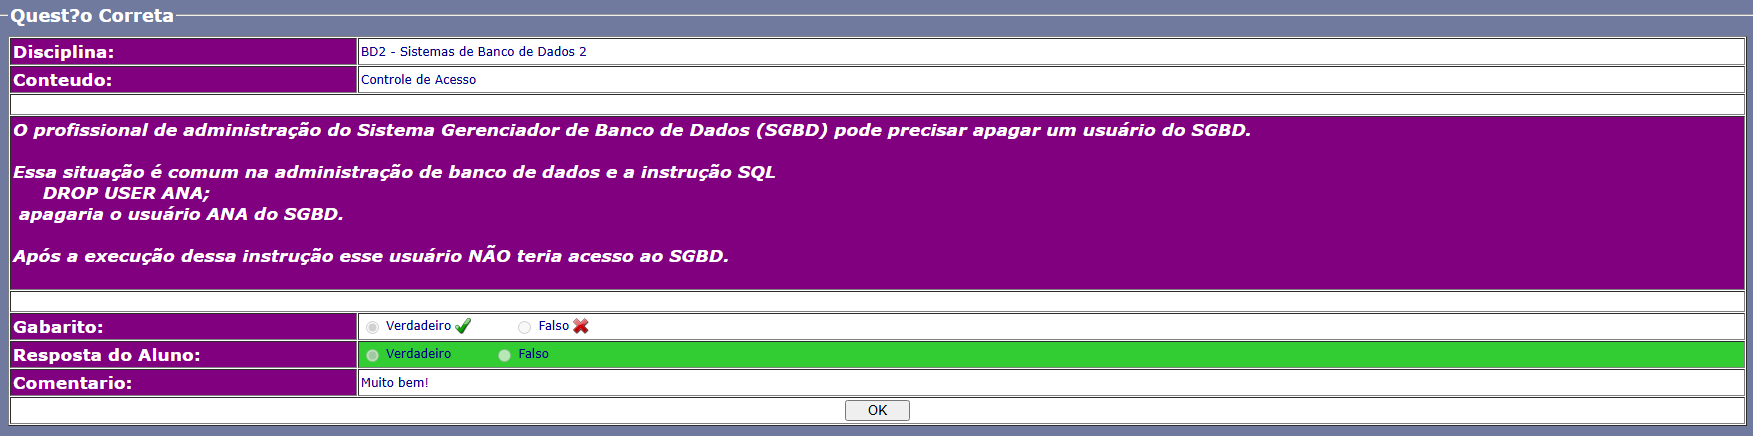 Quest?o Correta
Disciplina: BD2 - Sistemas de Banco de Dados 2
Conteudo: Controle de Acesso
O profissional de administração do Sistema Gerenciador de Banco de Dados (SGBD) pode precisar apagar um usuário do SGBD.
Essa situação é comum na administração de banco de dados e a instrução SQL
DROP USER ANA;
apagaria o usuário ANA do SGBD.
Após a execução dessa instrução esse usuário NÃO teria acesso ao SGBD.
Gabarito: Verdadeiro Falso
Resposta do Aluno: Verdadeiro Falso
Comentario: Muito bem!
OK